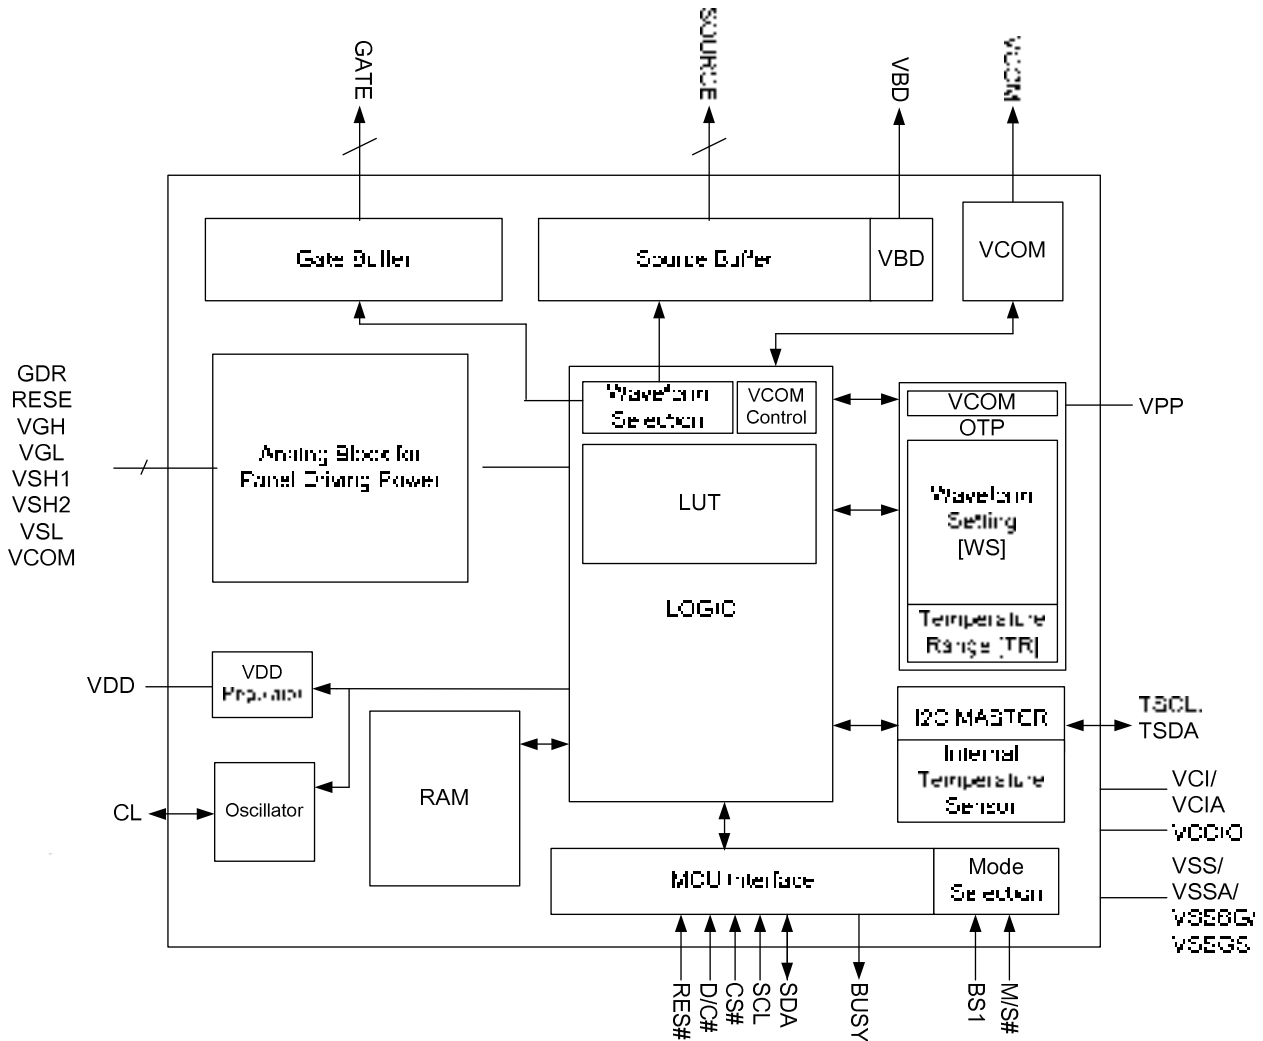 GATE
SOURCE
VBD
VCOM
Gate Buffer
Source Buffer
VBD
VCOM
GDR
RESE
VGH
VGL
VSH1
VSH2
VSL
VCOM
Analog Block for
Panel Driving Power
Waveform
Selection
VCOM
Control
LUT
LOGIC
VCOM
OTP
Waveform
Setting
[WS]
Temperature
Range [TR]
VPP
VDD
VDD
Regulator
RAM
CL
Oscillator
I2C MASTER
Internal
Temperature
Sensor
TSCL.
TSDA
VCI/
VCIA
VCCIO
VSS/
VSSA/
MCU Interface
Mode
Selection
RES#
D/C#
CS#
SCL
SDA
BUSY
BS1
M/S#